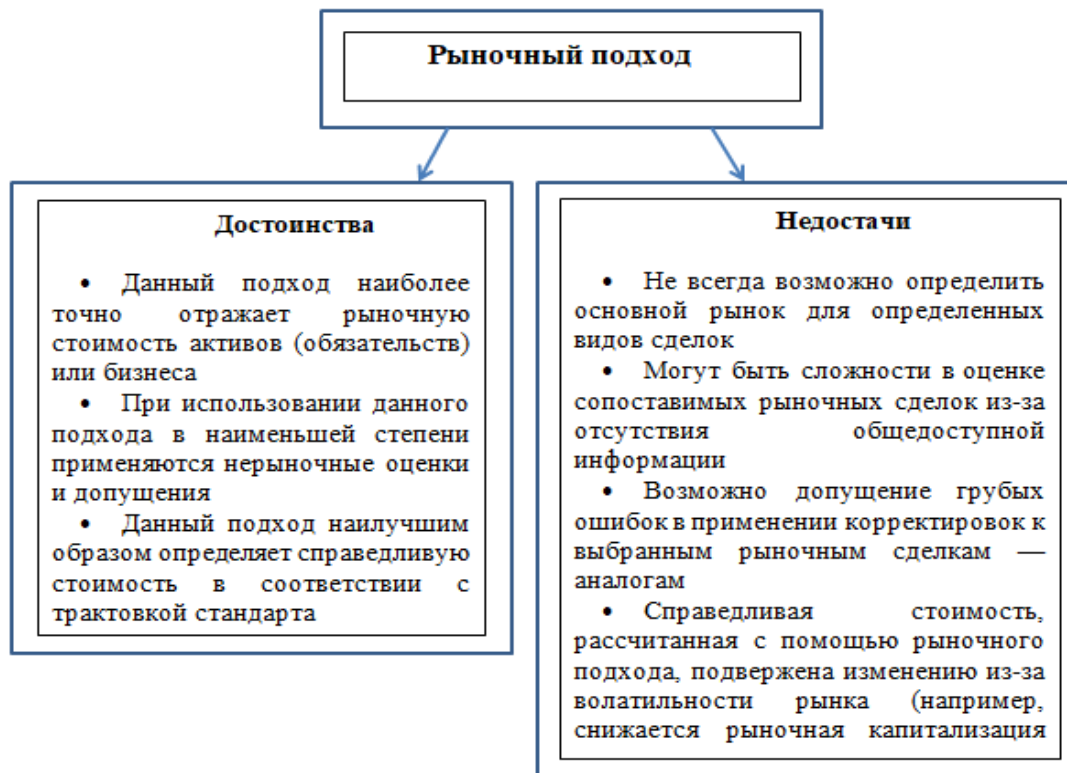 Рыночный подход
Достоинства
• Данный подход наиболее
точно отражает рыночную
стоимость активов (обязательств)
или бизнеса
• При использовании данного
подхода в наименьшей степени
применяются нерыночные оценки
и допущения
• Данный подход наилучшим
образом определяет справедливую
стоимость в соответствии с
трактовкой стандарта
Недостачи
• Не всегда возможно определить
основной рынок для определенных
видов сделок
• Могут быть сложности в оценке
сопоставимых рыночных сделок из-за
отсутствия общедоступной
информации
• Возможно допущение грубых
ошибок в применении корректировок к
выбранным рыночным сделкам —
аналогам
• Справедливая стоимость,
рассчитанная с помощью рыночного
подхода, подвержена изменению из-за
волатильности рынка (например,
снижается рыночная капитализация